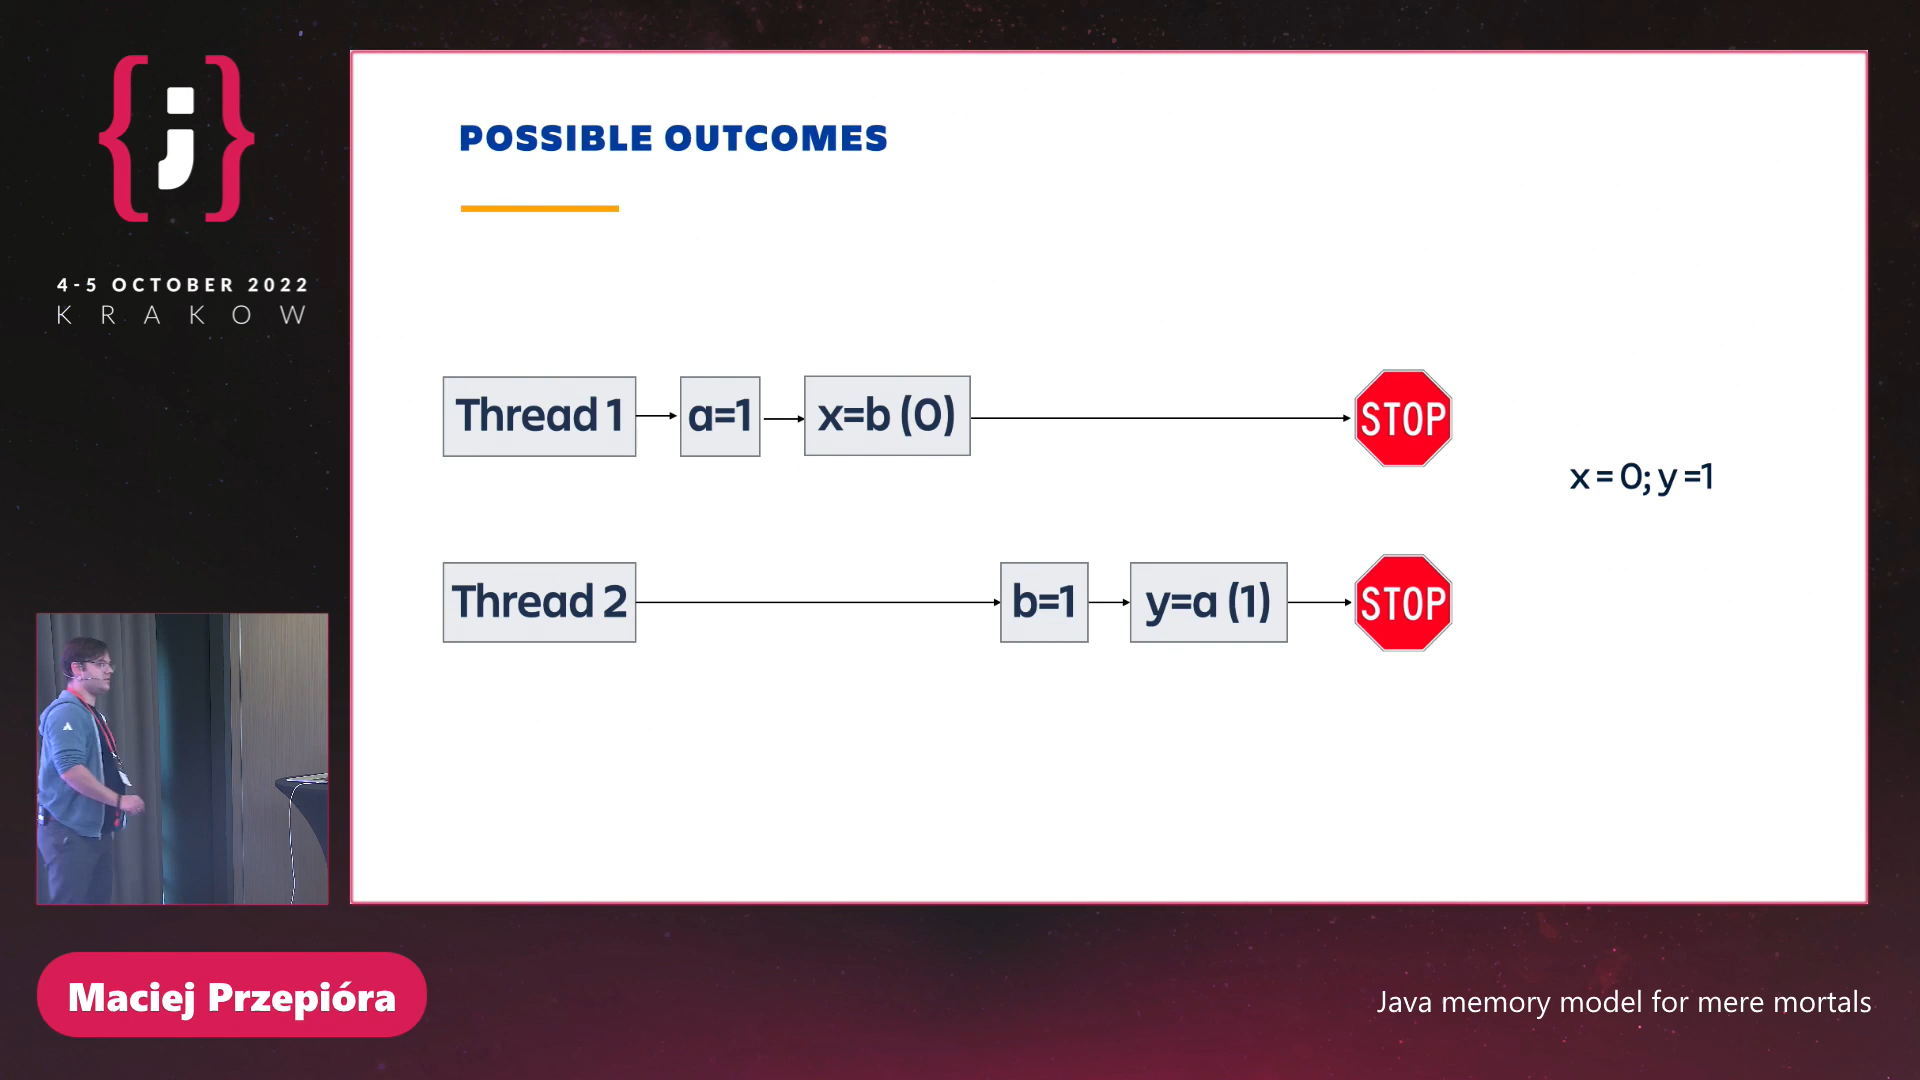 {;}
4-5 OCTOBER 2022
KRAKOW
POSSIBLE OUTCOMES
Thread 1
a=1
x=b (0)
STOP
x = 0; y =1
Thread 2
b=1
y=a (1)
STOP
Maciej Przepióra
Java memory model for mere mortals